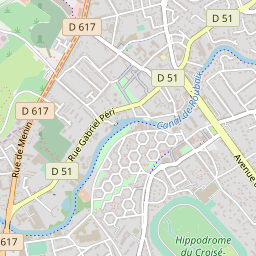 D 51
D 617
D 51
D 617
Canal de Roubaix
Rue Gabriel Péri
Rue de Menin
Avenue
D 51
617
Hippodrome
du Croisé-